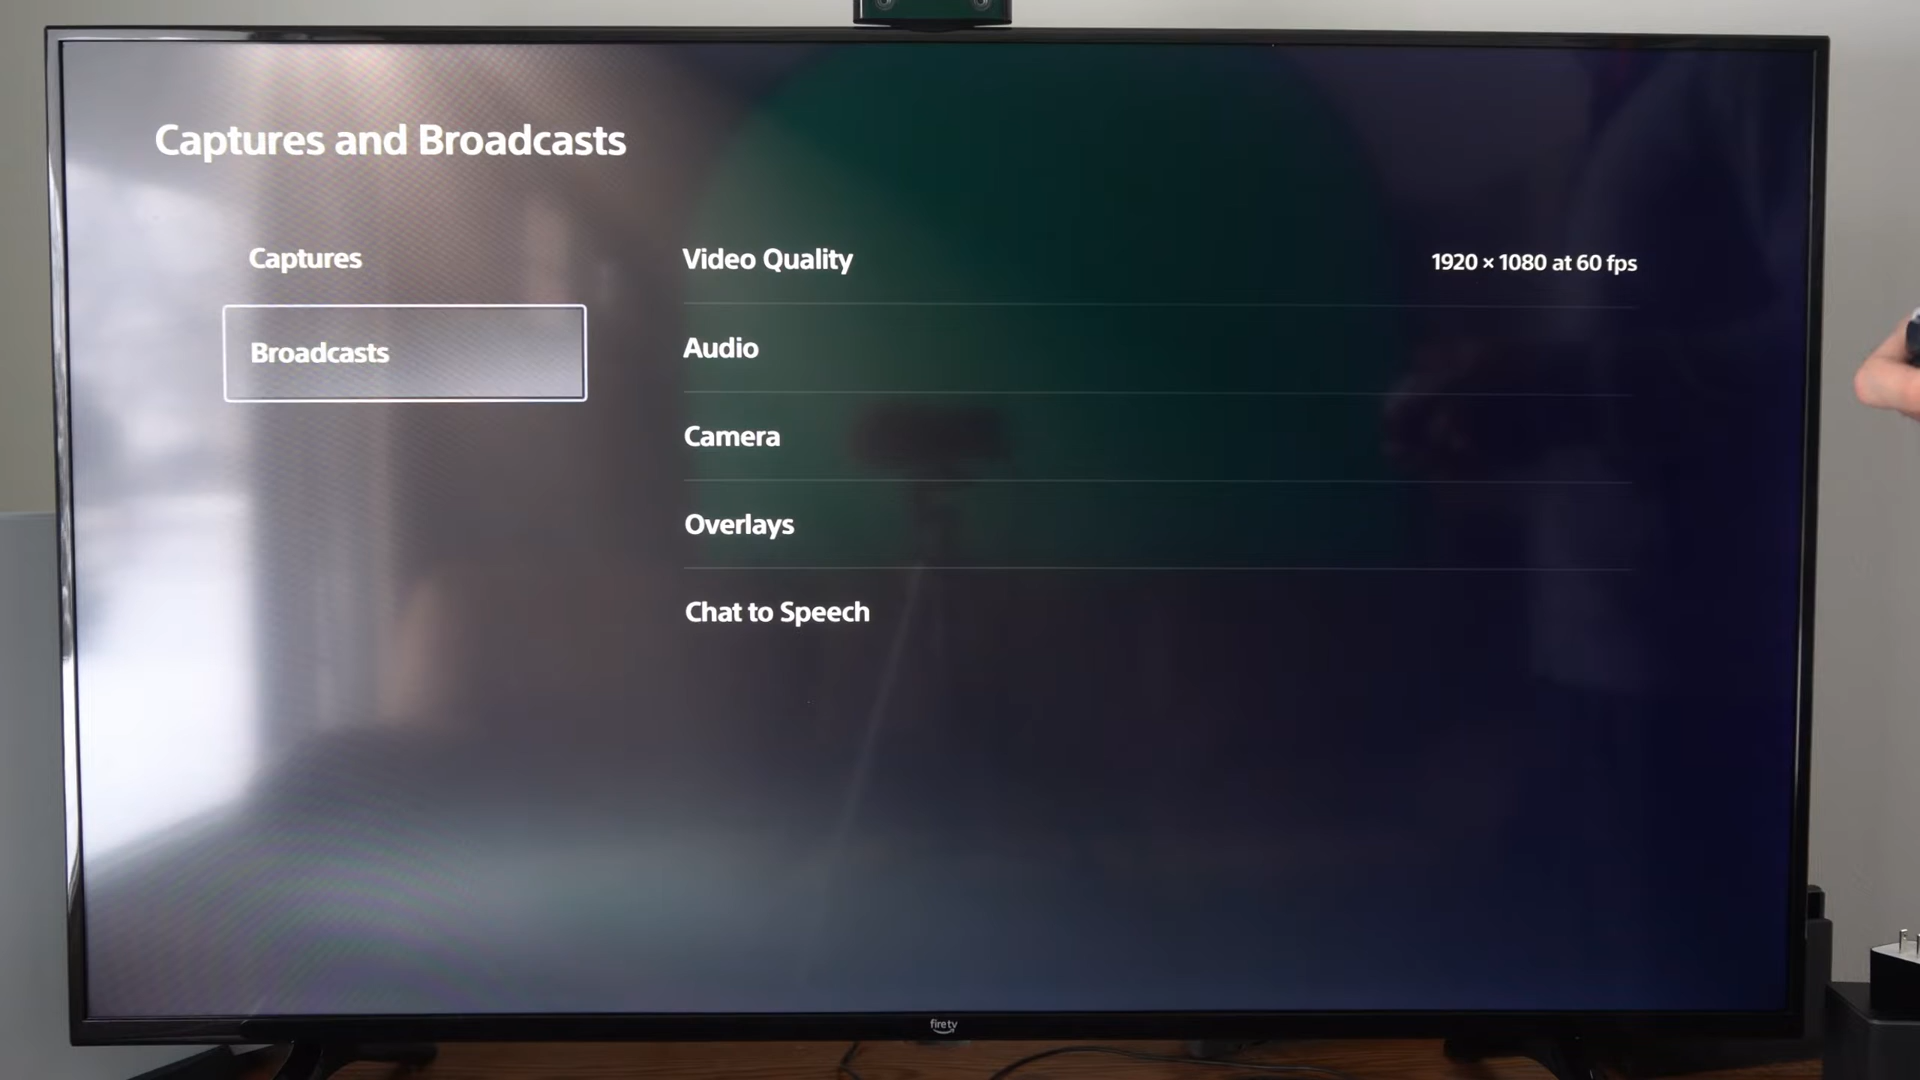 Captures and Broadcasts
Captures
Broadcasts
Video Quality
1920 × 1080 at 60 fps
Audio
Camera
Overlays
Chat to Speech
fire tv